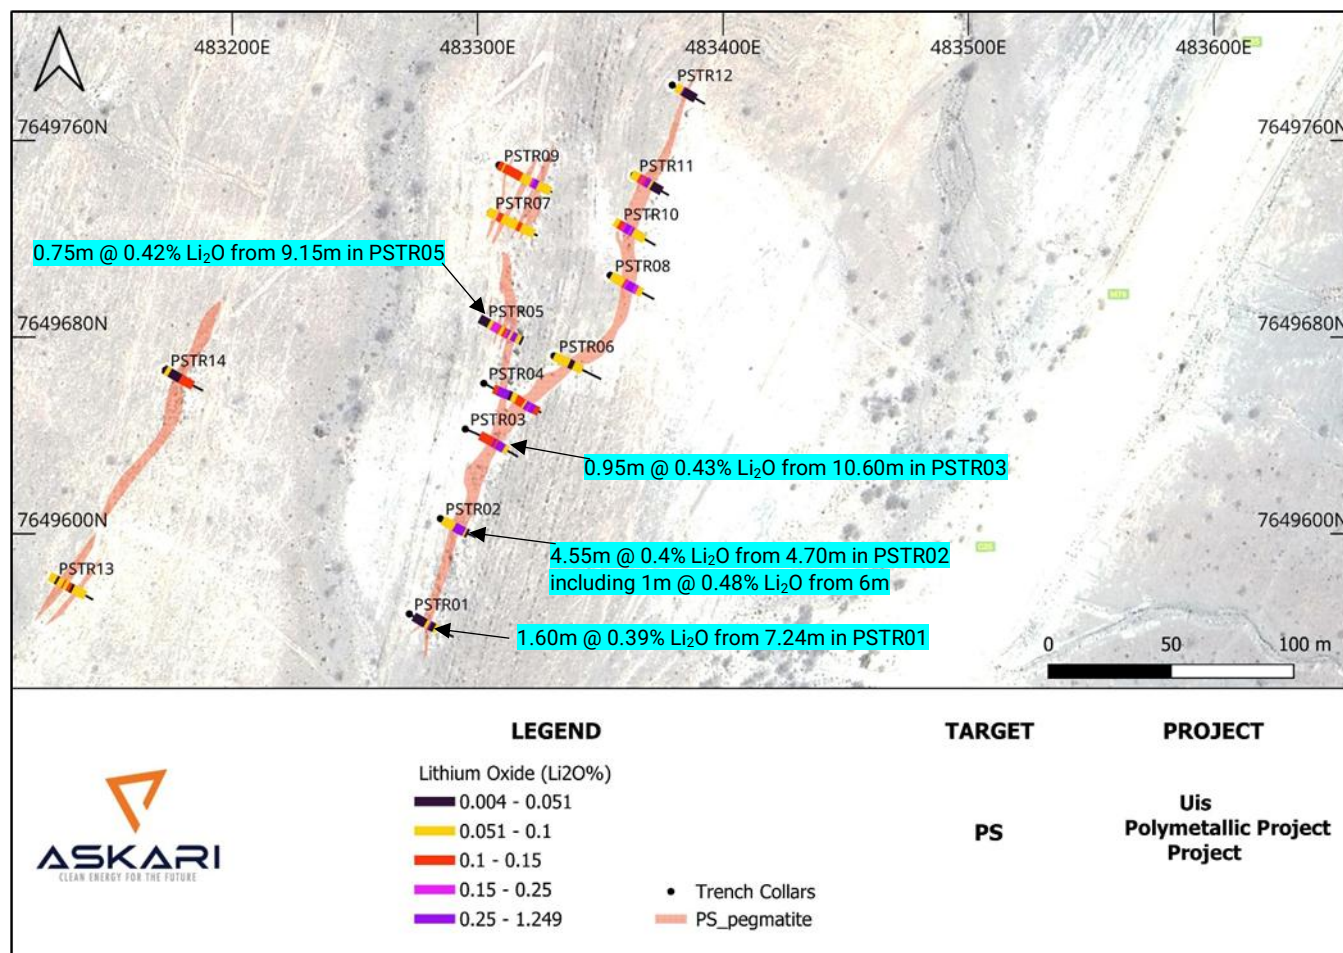 483200E
483300E
483400E
483500E
483600E
7649760N
7649760N
PSTR12
PSTR09
PSTR11
PSTR07
PSTR10
0.75m @ 0.42% Li₂O from 9.15m in PSTR05
PSTR08
M76
PSTR05
7649680N
7649680N
PSTR14
PSTR06
PSTR04
PSTR03
0.95m @ 0.43% Li₂O from 10.60m in PSTR03
PSTR02
7649600N
7649600N
4.55m @ 0.4% Li₂O from 4.70m in PSTR02
including 1m @ 0.48% Li₂O from 6m
PSTR13
PSTR01
1.60m @ 0.39% Li₂O from 7.24m in PSTR01
0 50 100 m
LEGEND
Lithium Oxide (Li2O%)
0.004 - 0.051
0.051 - 0.1
0.1 - 0.15
0.15 - 0.25
0.25 - 1.249
Trench Collars
PS_pegmatite
TARGET
PS
PROJECT
Uis
Polymetallic Project
Project
ASKARI
CLEAN ENERGY FOR THE FUTURE